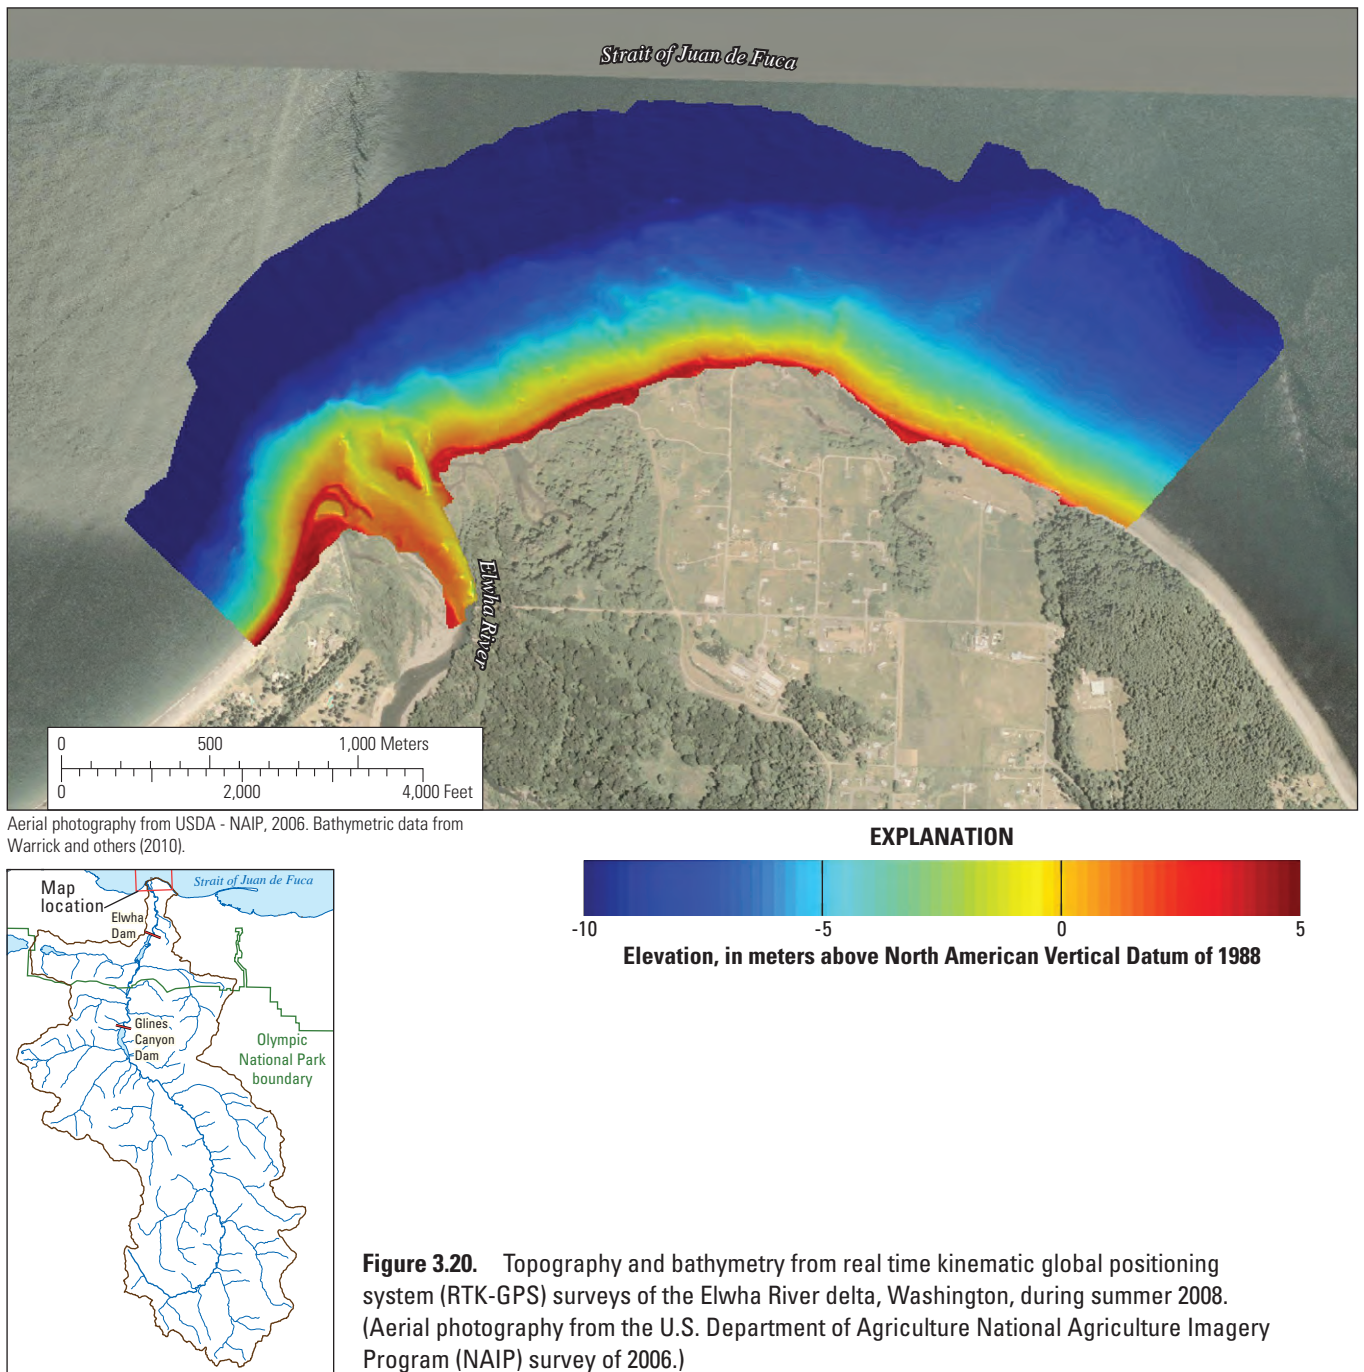 Strait of Juan de Fuca
Elwha River
0 500 1,000 Meters
0 2,000 4,000 Feet
Aerial photography from USDA - NAIP, 2006. Bathymetric data from
Warrick and others (2010).
EXPLANATION
-10 -5 0 5
Elevation, in meters above North American Vertical Datum of 1988
Strait of Juan de Fuca
Map
location
Elwha
Dam
Glines
Canyon
Dam
Olympic
National Park
boundary
Figure 3.20. Topography and bathymetry from real time kinematic global positioning
system (RTK-GPS) surveys of the Elwha River delta, Washington, during summer 2008.
(Aerial photography from the U.S. Department of Agriculture National Agriculture Imagery
Program (NAIP) survey of 2006.)